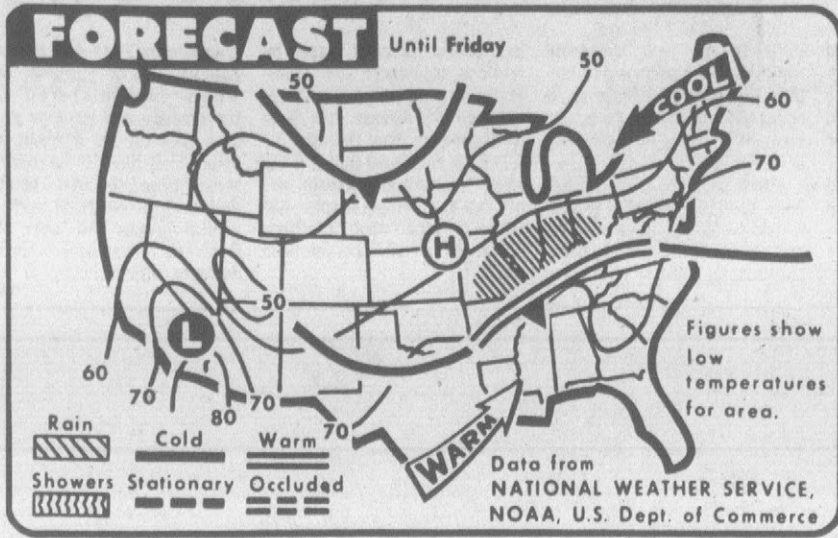 FORECAST
Until Friday
50
50
COOL
60
70
H
50
L
60
70
80
70
70
WARM
Figures show
low
temperatures
for area.
Rain
Cold
Warm
Showers
Stationary
Occluded
Data from
NATIONAL WEATHER SERVICE,
NOAA, U.S. Dept. of Commerce